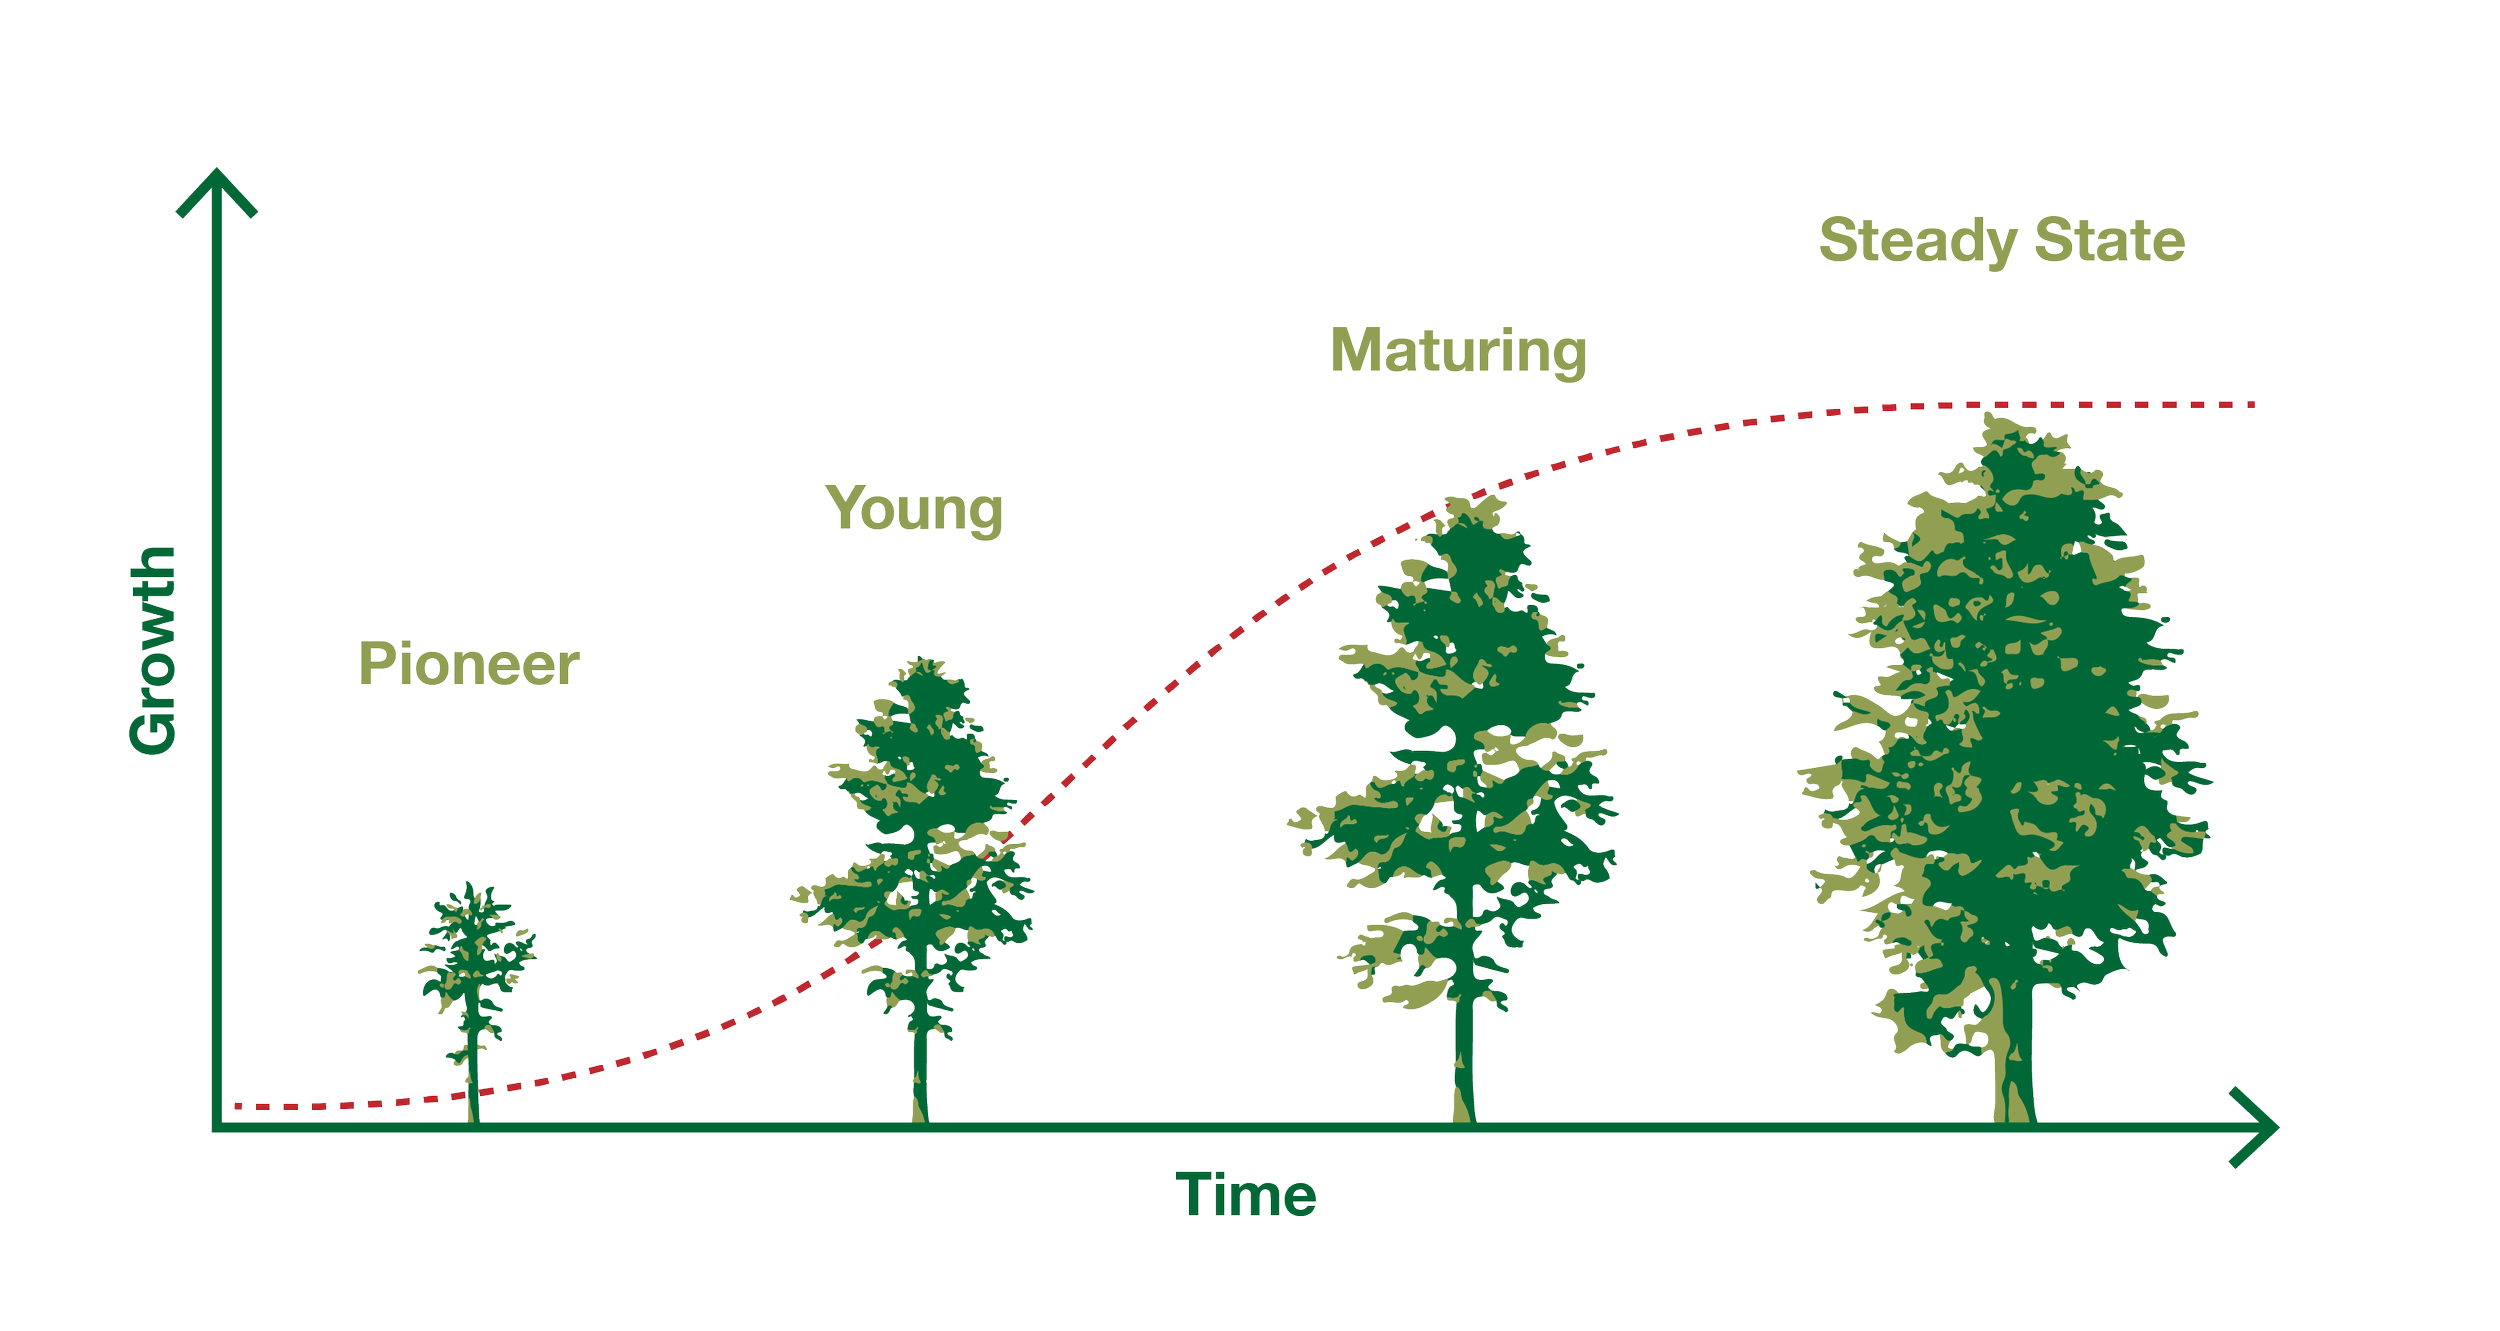 Steady State
Maturing
Young
Pioneer
Growth
Time